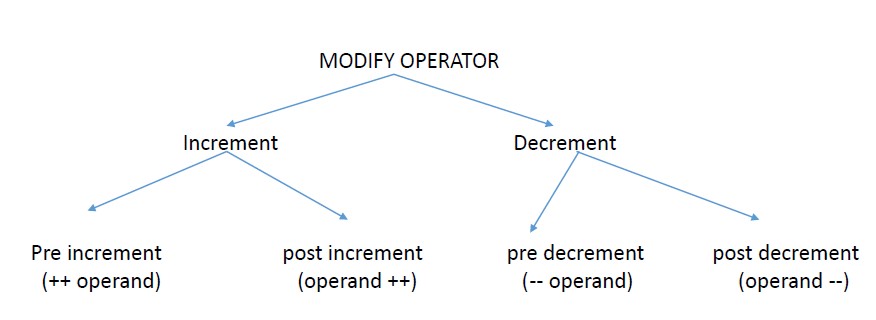 MODIFY OPERATOR
Increment
Decrement
Pre increment
(++ operand)
post increment
(operand ++)
pre decrement
(-- operand)
post decrement
(operand --)